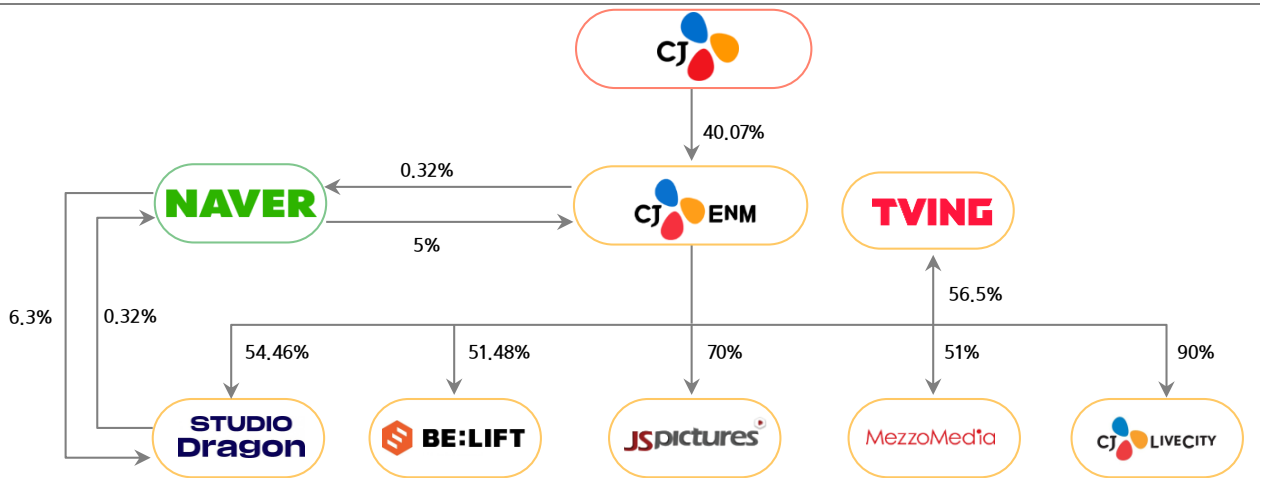 CJ
40.07%
0.32%
NAVER
CJ ENM
TVING
5%
56.5%
6.3%
0.32%
54.46%
51.48%
70%
51%
90%
STUDIO
Dragon
BE:LIFT
JSpictures
MezzoMedia
CJ LIVECITY